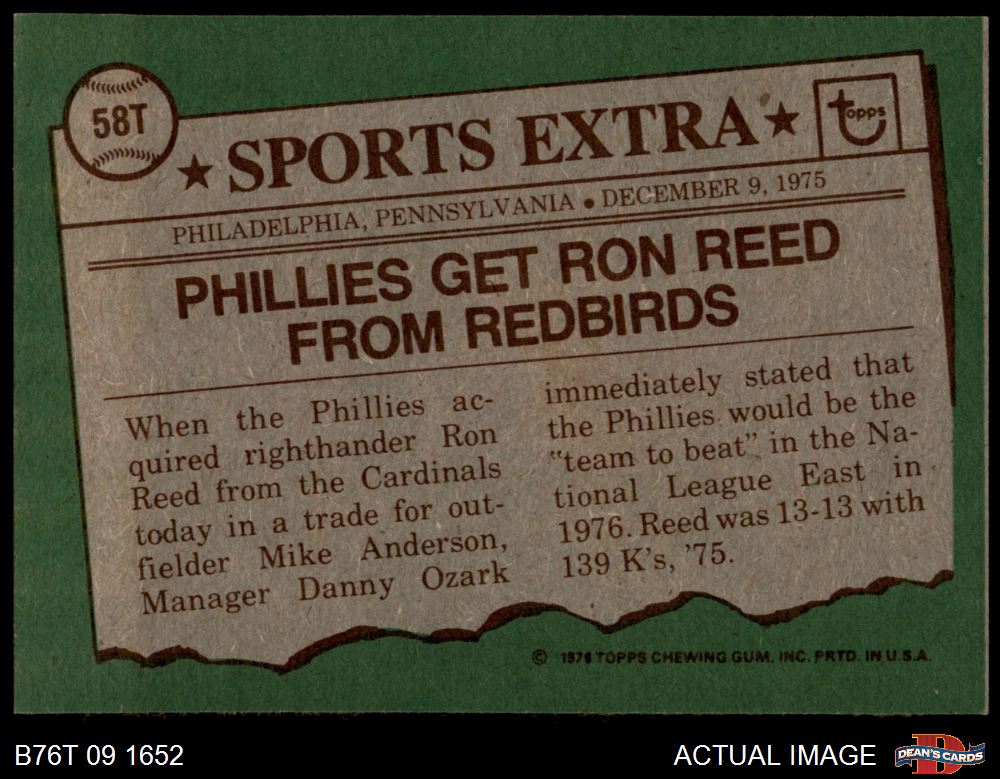 58T
★ SPORTS EXTRA ★
topps
PHILADELPHIA, PENNSYLVANIA • DECEMBER 9, 1975
PHILLIES GET RON REED
FROM REDBIRDS
When the Phillies ac-
quired righthander Ron
Reed from the Cardinals
today in a trade for out-
fielder Mike Anderson,
Manager Danny Ozark
immediately stated that
the Phillies would be the
"team to beat" in the Na-
tional League East in
1976. Reed was 13-13 with
139 K's, '75.
© 1976 TOPPS CHEWING GUM, INC. PRTD. IN U.S.A.
B76T 09 1652
ACTUAL IMAGE
DEAN'S CARDS